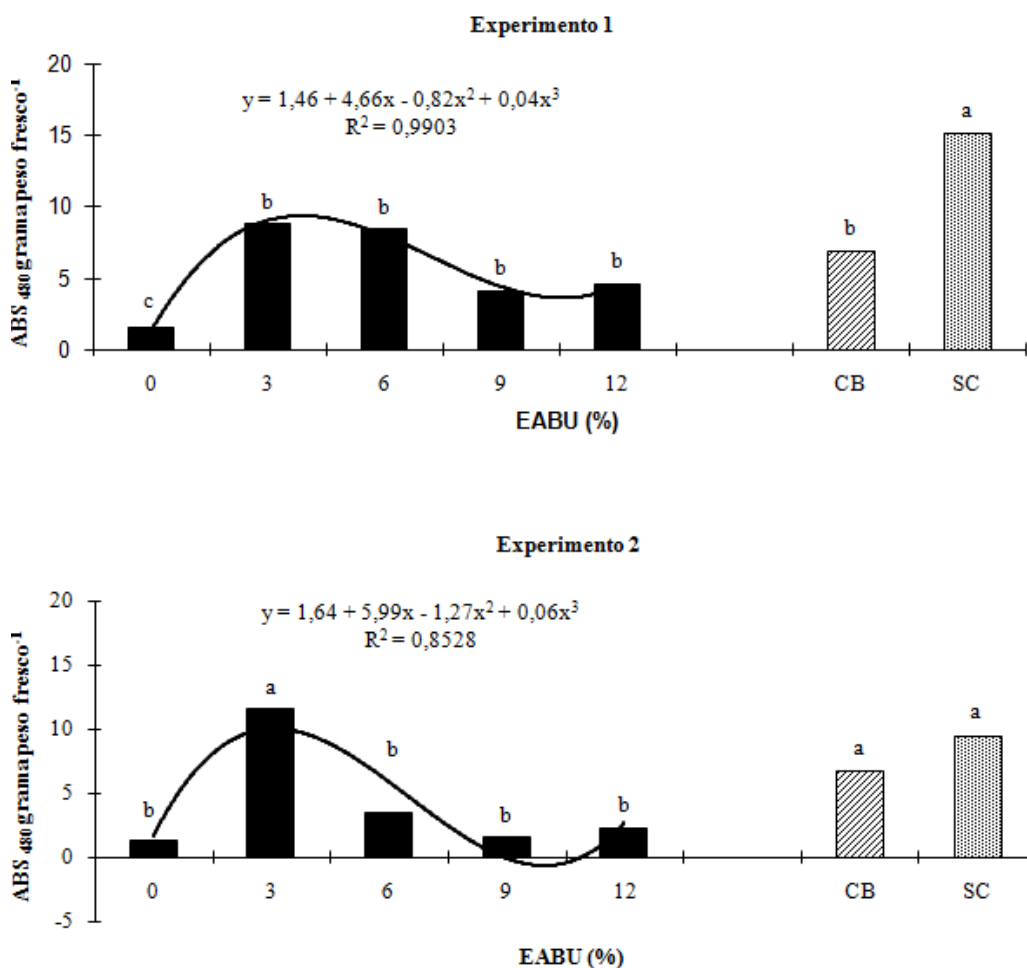 Experimento 1
ABS 480 gramapeso fresco-1
20
15
10
5
0
y = 1,46 + 4,66x - 0,82x2 + 0,04x3
R2 = 0,9903
c
b
b
b
b
b
a
0 3 6 9 12 CB SC
EABU (%)
Experimento 2
ABS 480 gramapeso fresco-1
20
15
10
5
0
-5
y = 1,64 + 5,99x - 1,27x2 + 0,06x3
R2 = 0,8528
b
a
b
b
b
a
a
0 3 6 9 12 CB SC
EABU (%)